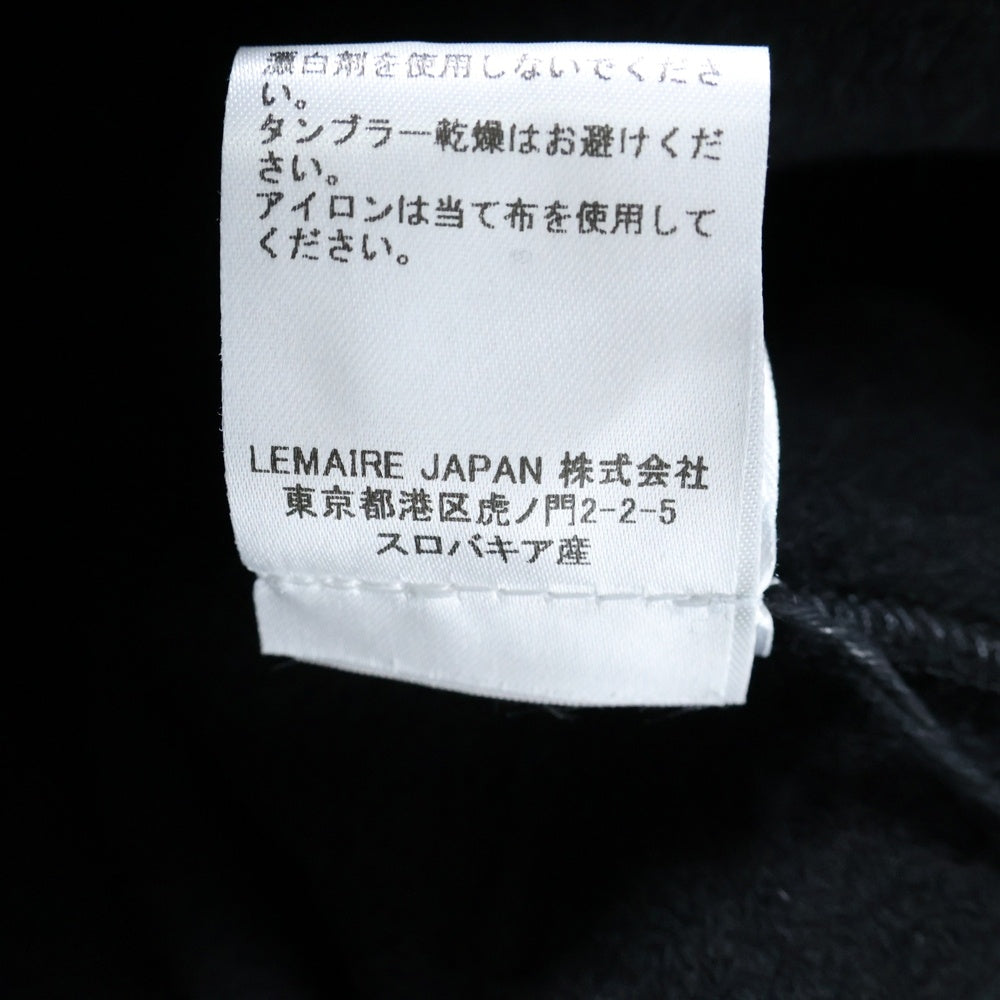 漂白剤を使用しないでくださ
い。
タンブラー乾燥はお避けくだ
さい。
アイロンは当て布を使用して
ください。
LEMAIRE JAPAN 株式会社
東京都港区虎ノ門2-2-5
スロバキア産